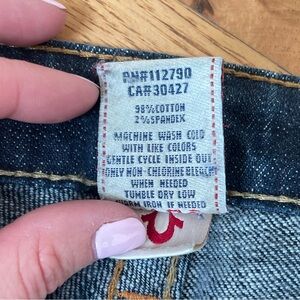 RN#112790
CA#30427
98%COTTON
2%SPANDEX
MACHINE WASH COLD
WITH LIKE COLORS
GENTLE CYCLE INSIDE OUT
ONLY NON-CHLORINE BLEACH
WHEN NEEDED
TUMBLE DRY LOW
WARM IRON IF NEEDED